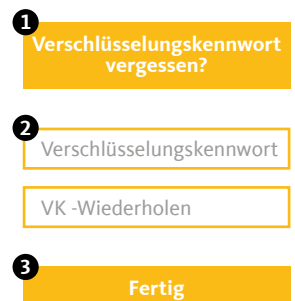 1
Verschlüsselungskennwort
vergessen?
2
Verschlüsselungskennwort
VK -Wiederholen
3
Fertig